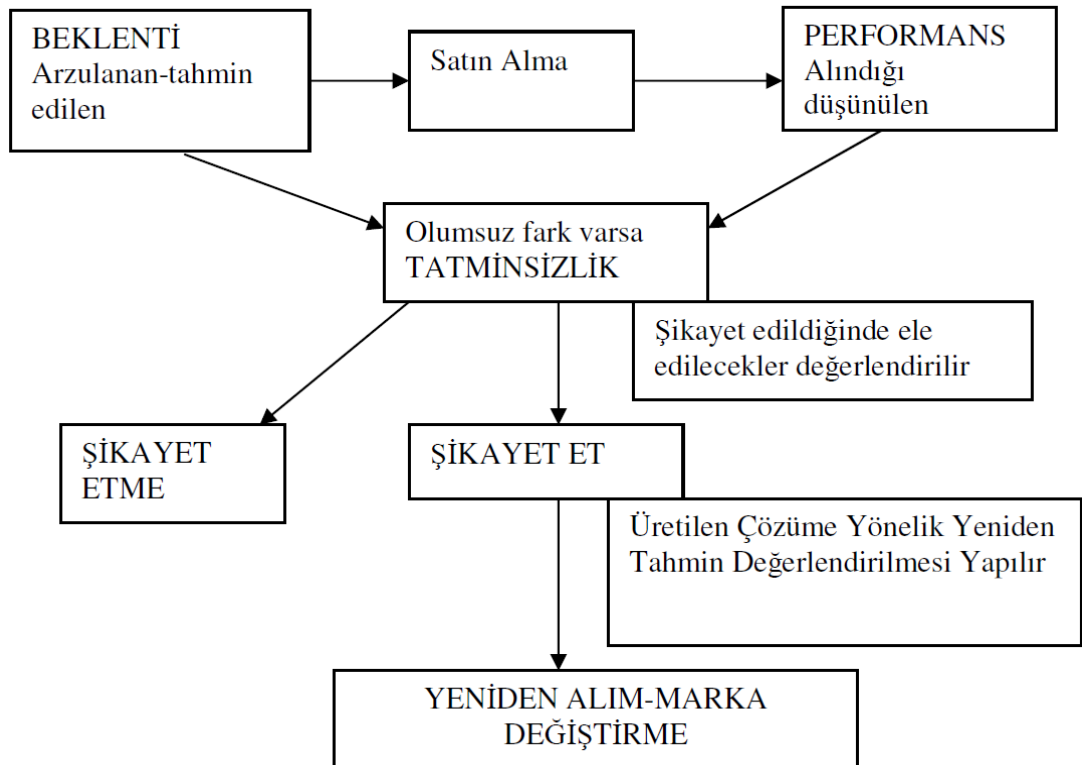 BEKLENTİ
Arzulanan-tahmin
edilen
Satın Alma
PERFORMANS
Alındığı
düşünülen
Olumsuz fark varsa
TATMİNSİZLİK
Şikayet edildiğinde ele
edilecekler değerlendirilir
ŞİKAYET
ETME
ŞİKAYET ET
Üretilen Çözüme Yönelik Yeniden
Tahmin Değerlendirilmesi Yapılır
YENİDEN ALIM-MARKA
DEĞİŞTİRME